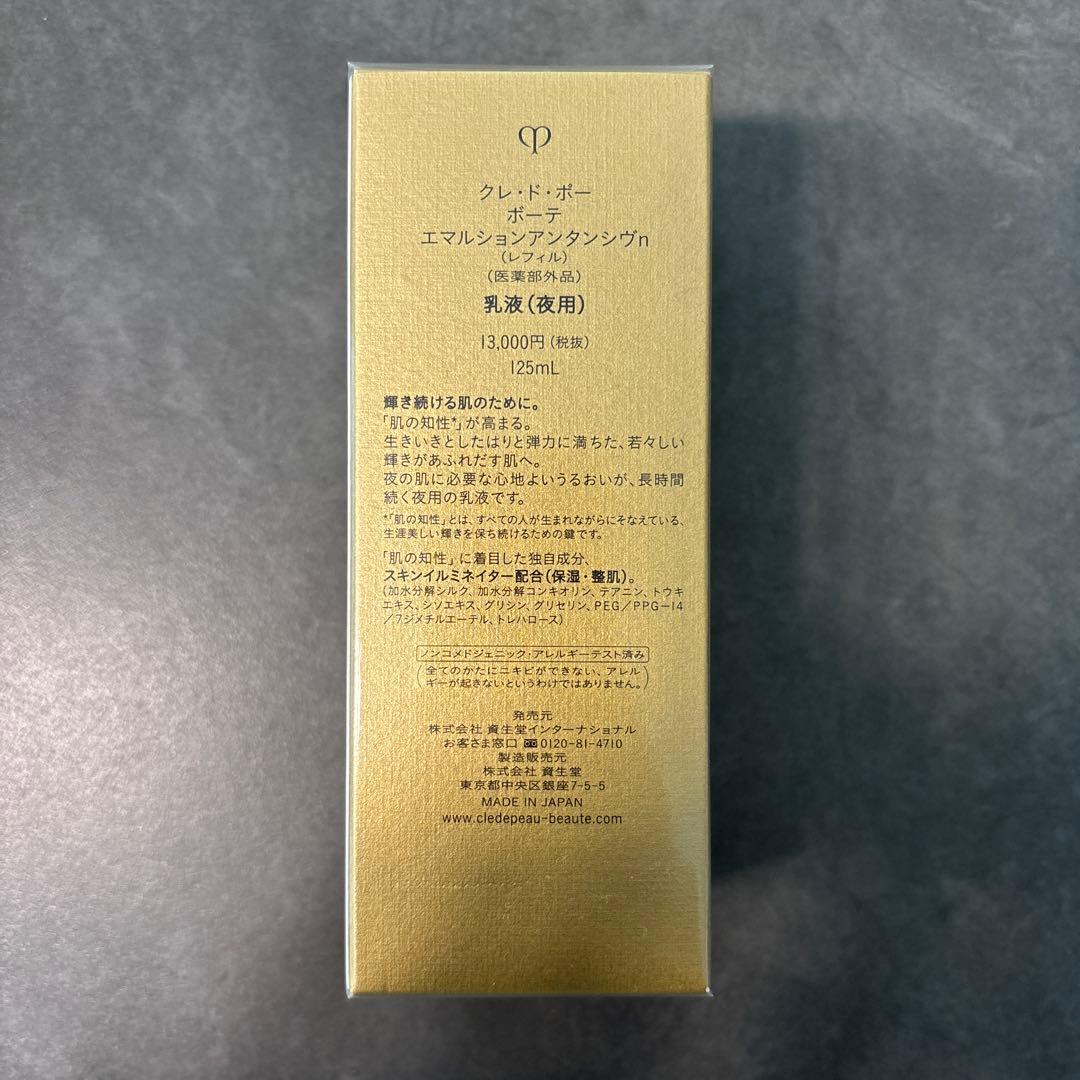 クレ・ド・ポー
ボーテ
エマルションアンタンシヴn
(レフィル)
(医薬部外品)
乳液(夜用)
13,000円(税抜)
125mL
輝き続ける肌のために。
「肌の知性*」が高まる。
生きいきとしたはりと弾力に満ちた、若々しい
輝きがあふれだす肌へ。
夜の肌に必要な心地よいうるおいが、長時間
続く夜用の乳液です。
*「肌の知性」とは、すべての人が生まれながらにそなえている、
生涯美しい輝きを保ち続けるための鍵です。
「肌の知性」に着目した独自成分、
スキンイルミネイター配合(保湿・整肌)。
(加水分解シルク、加水分解コンキオリン、テアニン、トウキ
エキス、シソエキス、グリシン、グリセリン、PEG/PPG-14
/7ジメチルエーテル、トレハロース)
ノンコメドジェニック・アレルギーテスト済み
(全てのかたにニキビができない、アレル
ギーが起きないというわけではありません。)
発売元
株式会社 資生堂インターナショナル
お客さま窓口 0120-81-4710
製造販売元
株式会社 資生堂
東京都中央区銀座7-5-5
MADE IN JAPAN
www.cledepeau-beaute.com